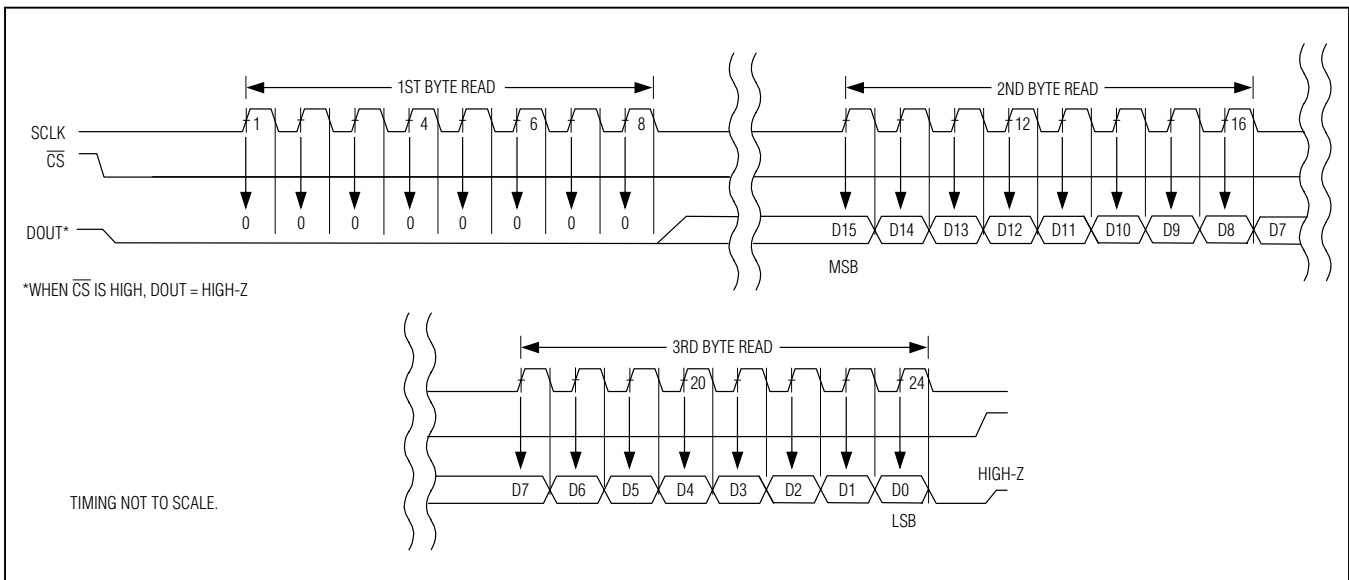 1ST BYTE READ
2ND BYTE READ
SCLK 1 4 6 8 12 16
CS
0 0 0 0 0 0 0 0
DOUT* D15 D14 D13 D12 D11 D10 D9 D8 D7
MSB
*WHEN CS IS HIGH, DOUT = HIGH-Z
3RD BYTE READ
20 24
HIGH-Z
D7 D6 D5 D4 D3 D2 D1 D0
TIMING NOT TO SCALE.
LSB